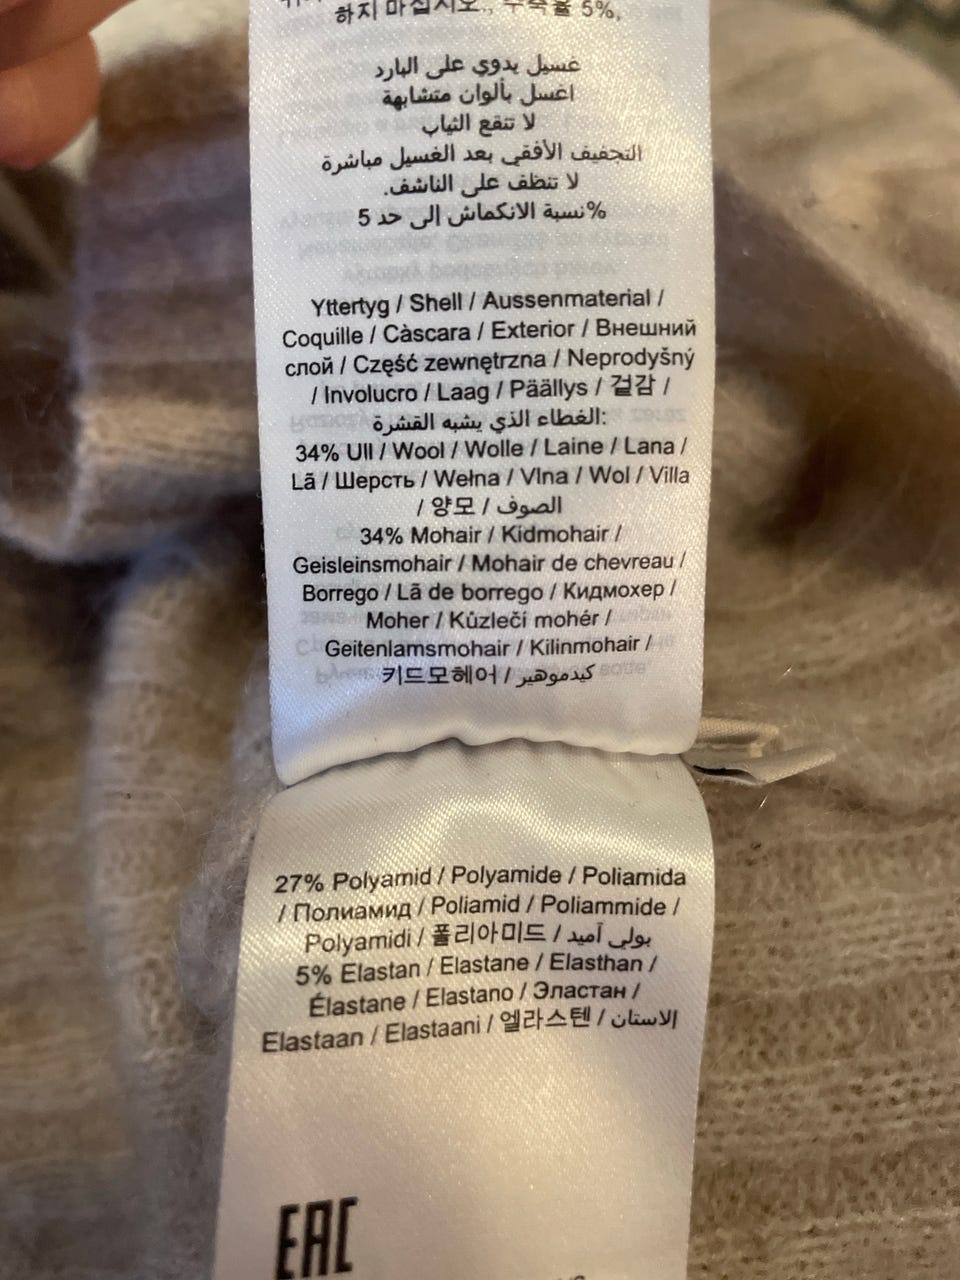 하지 마십시오., 수축율 5%,
غسيل يدوي على البارد
اغسل بألوان متشابهة
لا تنقع الثياب
التجفيف الأفقي بعد الغسيل مباشرة
لا تنظف على الناشف.
%نسبة الانكماش إلى حد 5
Yttertyg / Shell / Aussenmaterial /
Coquille / Càscara / Exterior / Внешний
слой / Część zewnętrzna / Neprodyšný
/ Involucro / Laag / Päällys / 겉감 /
الغطاء الذي يشبه القشرة:
34% Ull / Wool / Wolle / Laine / Lana /
Lã / Шерсть / Wełna / Vlna / Wol / Villa
/ 양모 / الصوف
34% Mohair / Kidmohair /
Geisleinsmohair / Mohair de chevreau /
Borrego / Lã de borrego / Кидмохер /
Moher / Kůzlečí mohér /
Geitenlamsmohair / Kilinmohair /
키드모헤어 / كيدموهير
27% Polyamid / Polyamide / Poliamida
/ Полиамид / Poliamid / Poliammide /
Polyamidi / 폴리아미드 / بولي آميد
5% Elastan / Elastane / Elasthan /
Élastane / Elastano / Эластан /
Elastaan / Elastaani / 엘라스텐 / الاستان
EAC